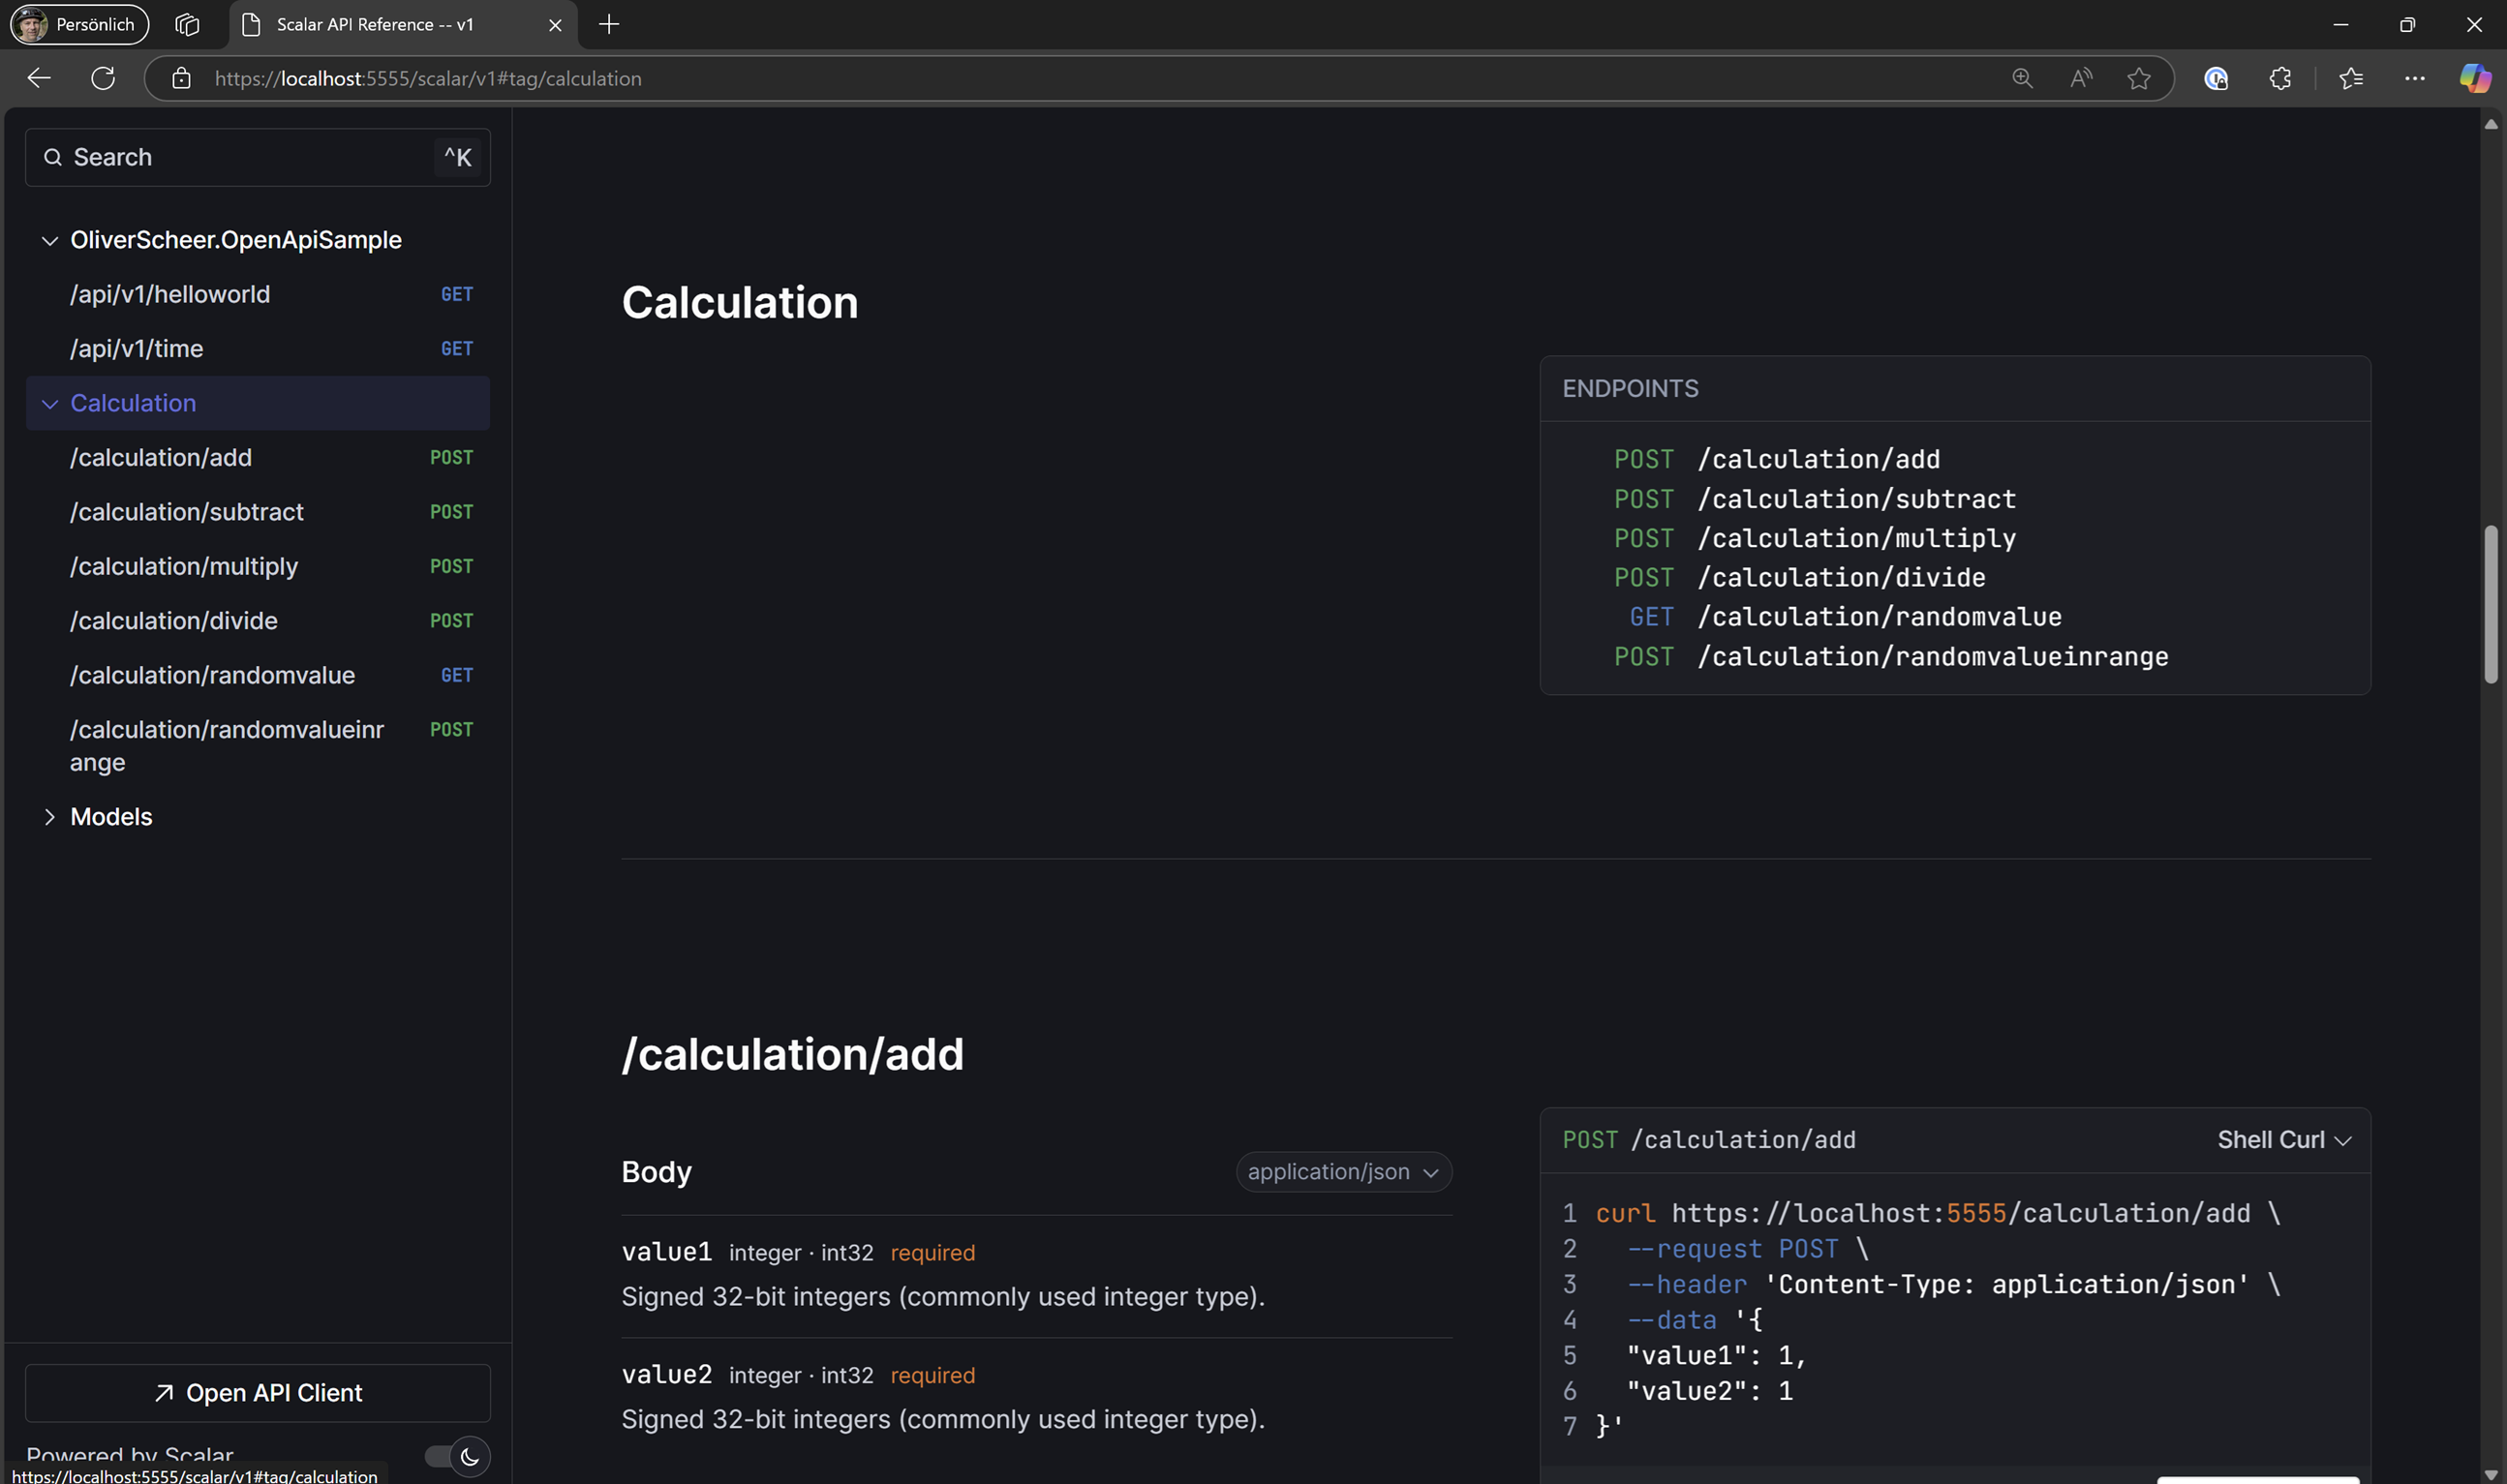 Persönlich
Scalar API Reference -- v1
https://localhost:5555/scalar/v1#tag/calculation
Search
^K
OliverScheer.OpenApiSample
/api/v1/helloworld GET
/api/v1/time GET
Calculation
/calculation/add POST
/calculation/subtract POST
/calculation/multiply POST
/calculation/divide POST
/calculation/randomvalue GET
/calculation/randomvalueinr POST
ange
Models
Open API Client
Powered by Scalar
https://localhost:5555/scalar/v1#tag/calculation
Calculation
ENDPOINTS
POST /calculation/add
POST /calculation/subtract
POST /calculation/multiply
POST /calculation/divide
GET /calculation/randomvalue
POST /calculation/randomvalueinrange
/calculation/add
Body
application/json
value1 integer · int32 required
Signed 32-bit integers (commonly used integer type).
value2 integer · int32 required
Signed 32-bit integers (commonly used integer type).
POST /calculation/add
Shell Curl
1 curl https://localhost:5555/calculation/add \
2 --request POST \
3 --header 'Content-Type: application/json' \
4 --data '{
5 "value1": 1,
6 "value2": 1
7 }'